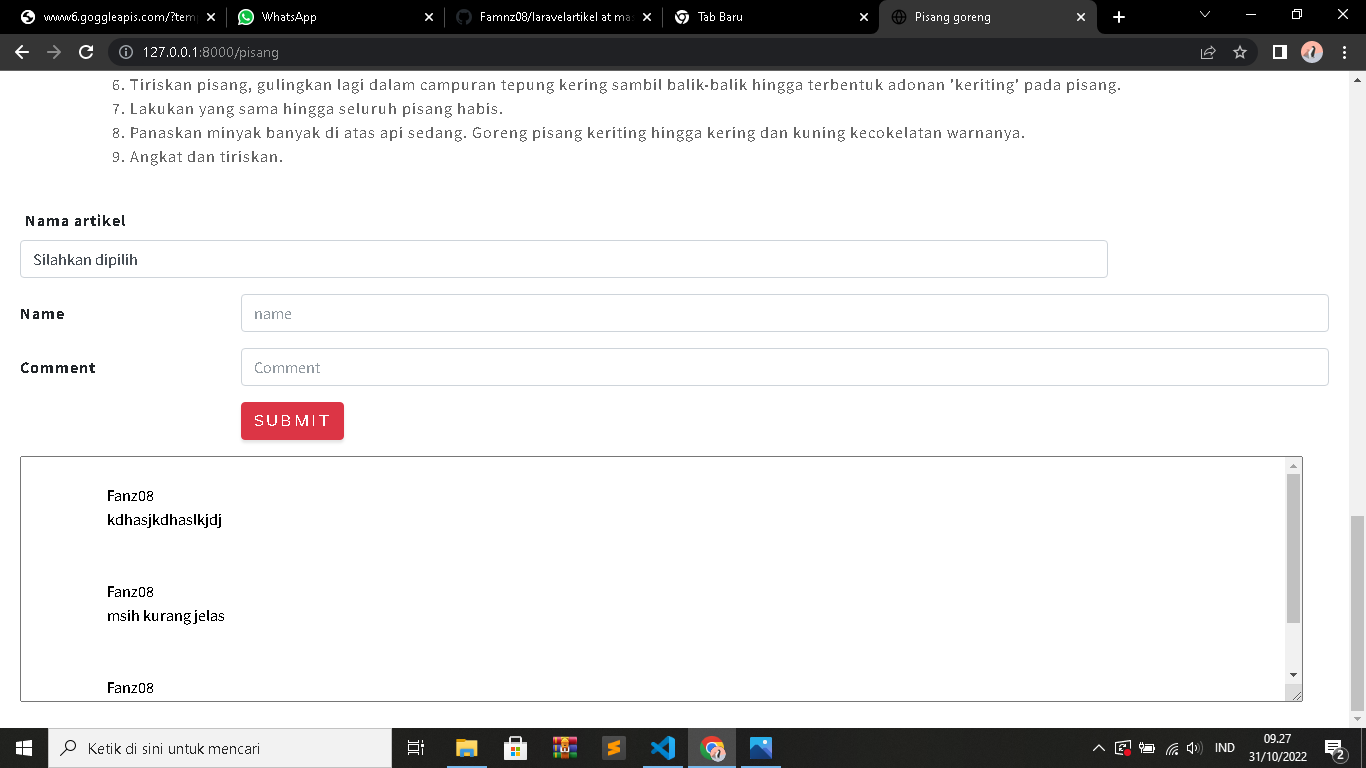 www6.goggleapis.com/?temp
WhatsApp
Famnz08/laravelartikel at mas
Tab Baru
Pisang goreng
127.0.0.1:8000/pisang
6. Tiriskan pisang, gulingkan lagi dalam campuran tepung kering sambil balik-balik hingga terbentuk adonan 'keriting' pada pisang.
7. Lakukan yang sama hingga seluruh pisang habis.
8. Panaskan minyak banyak di atas api sedang. Goreng pisang keriting hingga kering dan kuning kecokelatan warnanya.
9. Angkat dan tiriskan.
Nama artikel
Silahkan dipilih
Name
name
Comment
Comment
SUBMIT
Fanz08
kdhasjkdhaslkjdj
Fanz08
msih kurang jelas
Fanz08
Ketik di sini untuk mencari
IND
09.27
31/10/2022
2